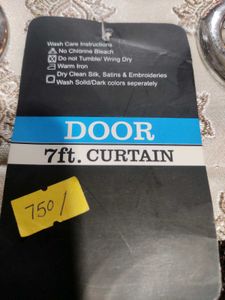 Wash Care Instructions
No Chlorine Bleach
Do not Tumble/ Wring Dry
Warm Iron
Dry Clean Silk, Satins & Embroideries
Wash Solid/Dark colors seperately
DOOR
7ft. CURTAIN
750/